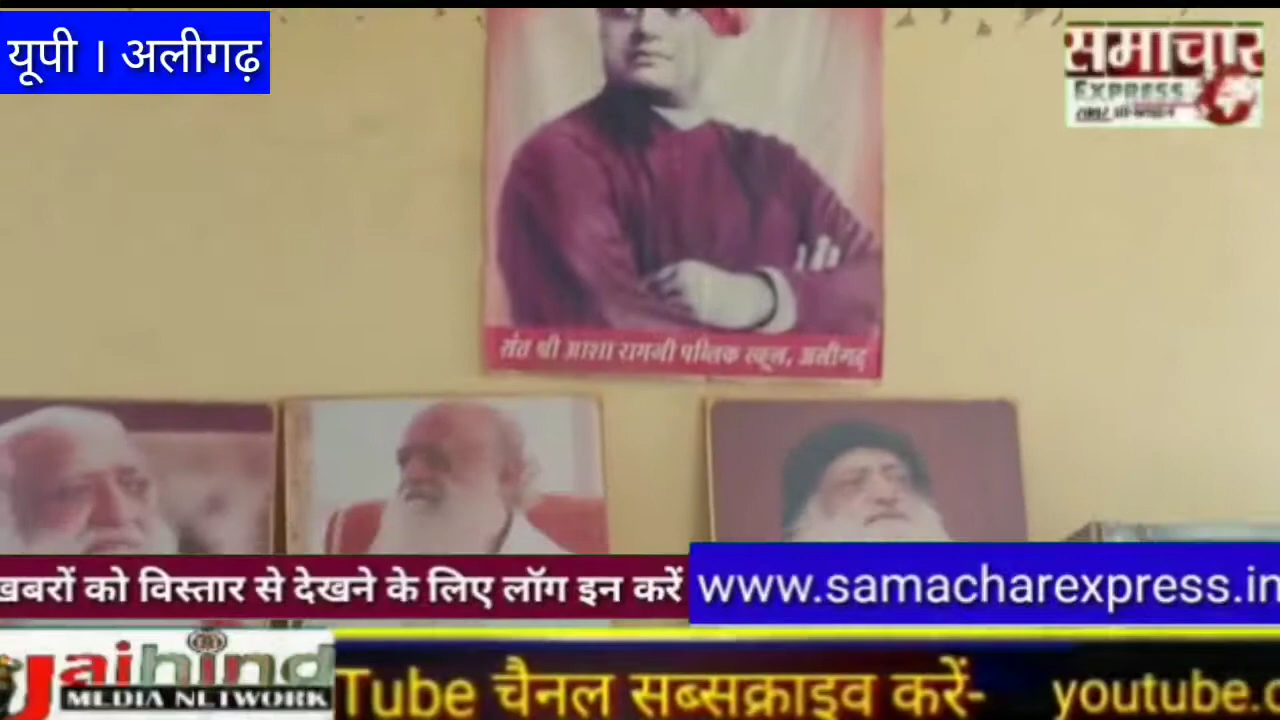 यूपी । अलीगढ़
समाचार
EXPRESS
संत श्री आशा रामजी पब्लिक स्कूल, अलीगढ़
खबरों को विस्तार से देखने के लिए लॉग इन करें
www.samacharexpress.in
Jaihind
MEDIA NETWORK
Tube चैनल सब्सक्राइव करें-
youtube.c